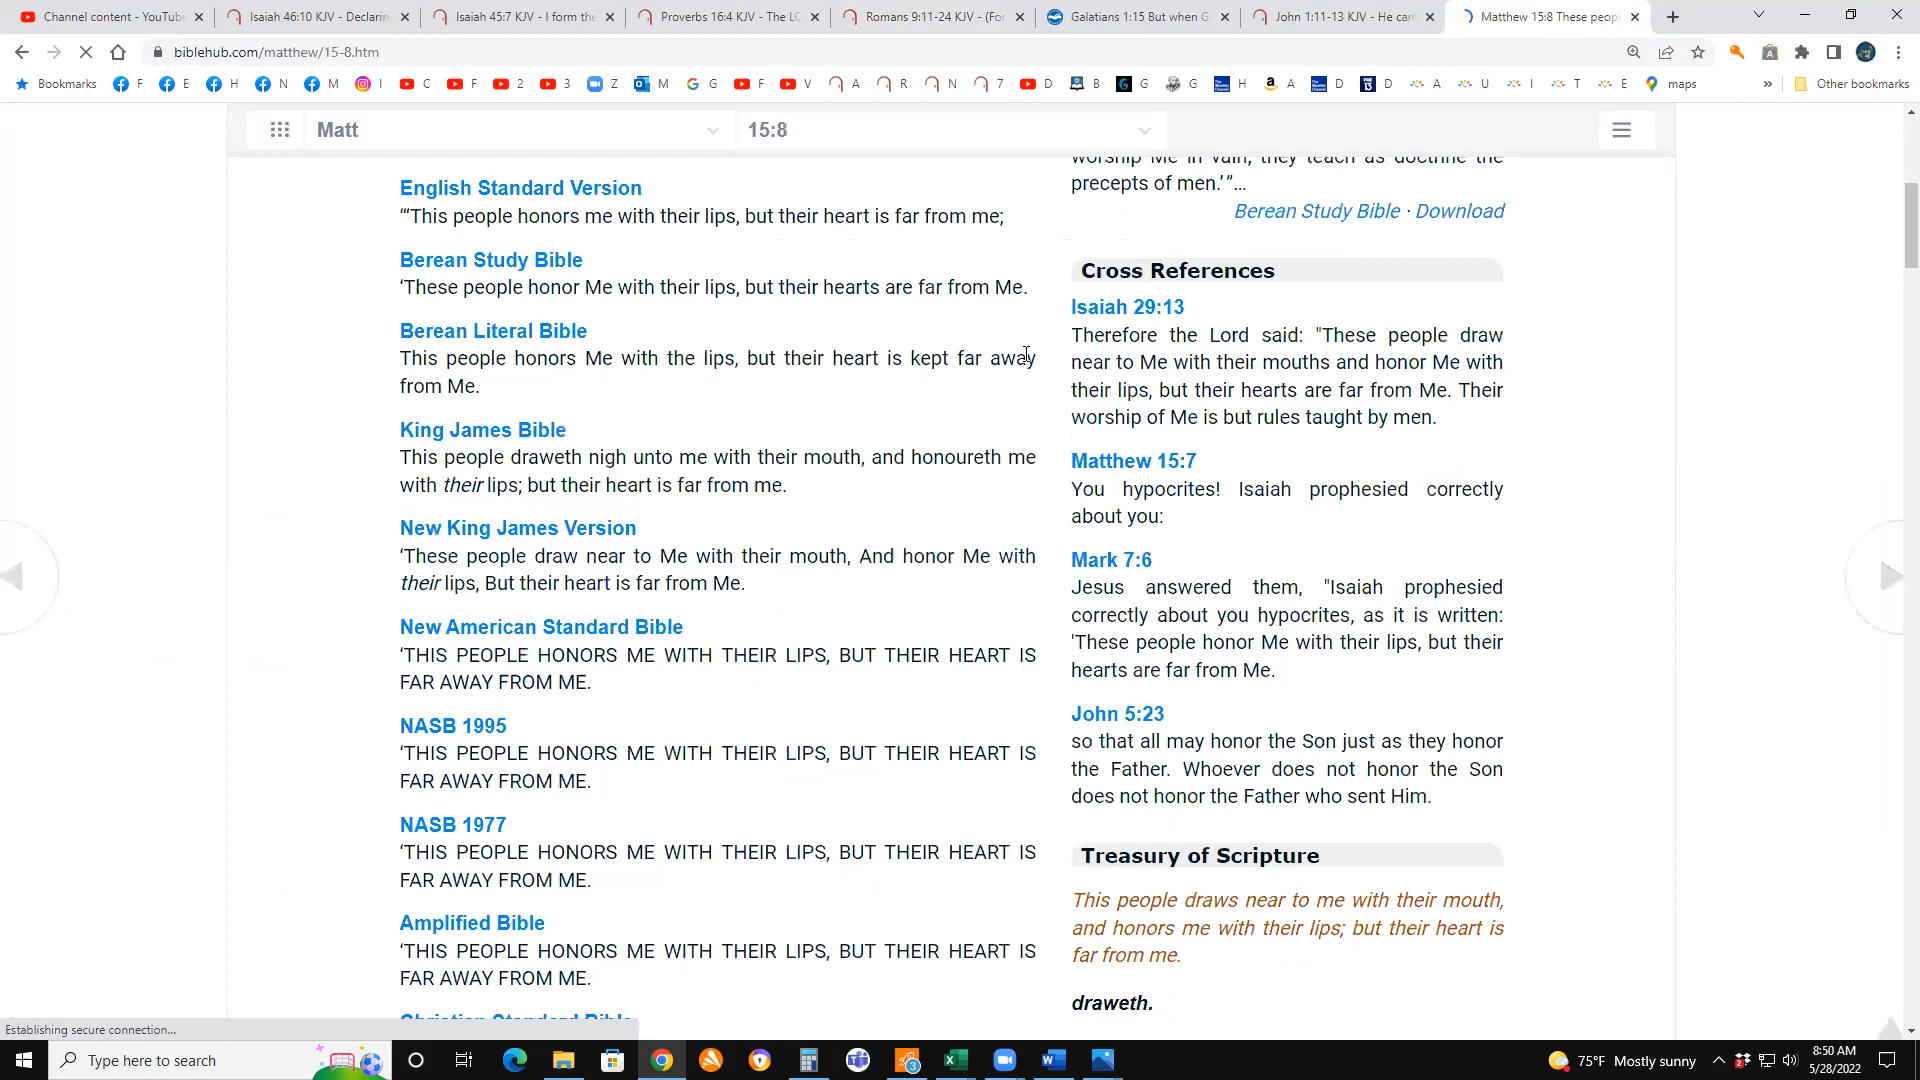 Channel content - YouTube
Isaiah 46:10 KJV - Declarin
Isaiah 45:7 KJV - I form the
Proverbs 16:4 KJV - The LO
Romans 9:11-24 KJV - (For
Galatians 1:15 But when G
John 1:11-13 KJV - He cam
Matthew 15:8 These peopl
biblehub.com/matthew/15-8.htm
Bookmarks F E H N M I C F 2 3 Z M G F V A R N 7 D B G G H A D D A U I T E maps » Other bookmarks
Matt 15:8
English Standard Version
“‘This people honors me with their lips, but their heart is far from me;
Berean Study Bible
‘These people honor Me with their lips, but their hearts are far from Me.
Berean Literal Bible
This people honors Me with the lips, but their heart is kept far away
from Me.
King James Bible
This people draweth nigh unto me with their mouth, and honoureth me
with their lips; but their heart is far from me.
New King James Version
‘These people draw near to Me with their mouth, And honor Me with
their lips, But their heart is far from Me.
New American Standard Bible
‘THIS PEOPLE HONORS ME WITH THEIR LIPS, BUT THEIR HEART IS
FAR AWAY FROM ME.
NASB 1995
‘THIS PEOPLE HONORS ME WITH THEIR LIPS, BUT THEIR HEART IS
FAR AWAY FROM ME.
NASB 1977
‘THIS PEOPLE HONORS ME WITH THEIR LIPS, BUT THEIR HEART IS
FAR AWAY FROM ME.
Amplified Bible
‘THIS PEOPLE HONORS ME WITH THEIR LIPS, BUT THEIR HEART IS
FAR AWAY FROM ME.
Christian Standard Bible
worship Me in vain; they teach as doctrine the
precepts of men.’”…
Berean Study Bible · Download
Cross References
Isaiah 29:13
Therefore the Lord said: "These people draw
near to Me with their mouths and honor Me with
their lips, but their hearts are far from Me. Their
worship of Me is but rules taught by men.
Matthew 15:7
You hypocrites! Isaiah prophesied correctly
about you:
Mark 7:6
Jesus answered them, "Isaiah prophesied
correctly about you hypocrites, as it is written:
'These people honor Me with their lips, but their
hearts are far from Me.
John 5:23
so that all may honor the Son just as they honor
the Father. Whoever does not honor the Son
does not honor the Father who sent Him.
Treasury of Scripture
This people draws near to me with their mouth,
and honors me with their lips; but their heart is
far from me.
draweth.
Establishing secure connection...
Type here to search
75°F Mostly sunny
8:50 AM
5/28/2022